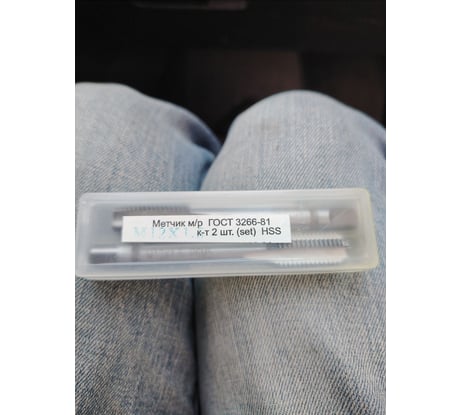 Метчик м/р ГОСТ 3266-81
к-т 2 шт. (set) HSS